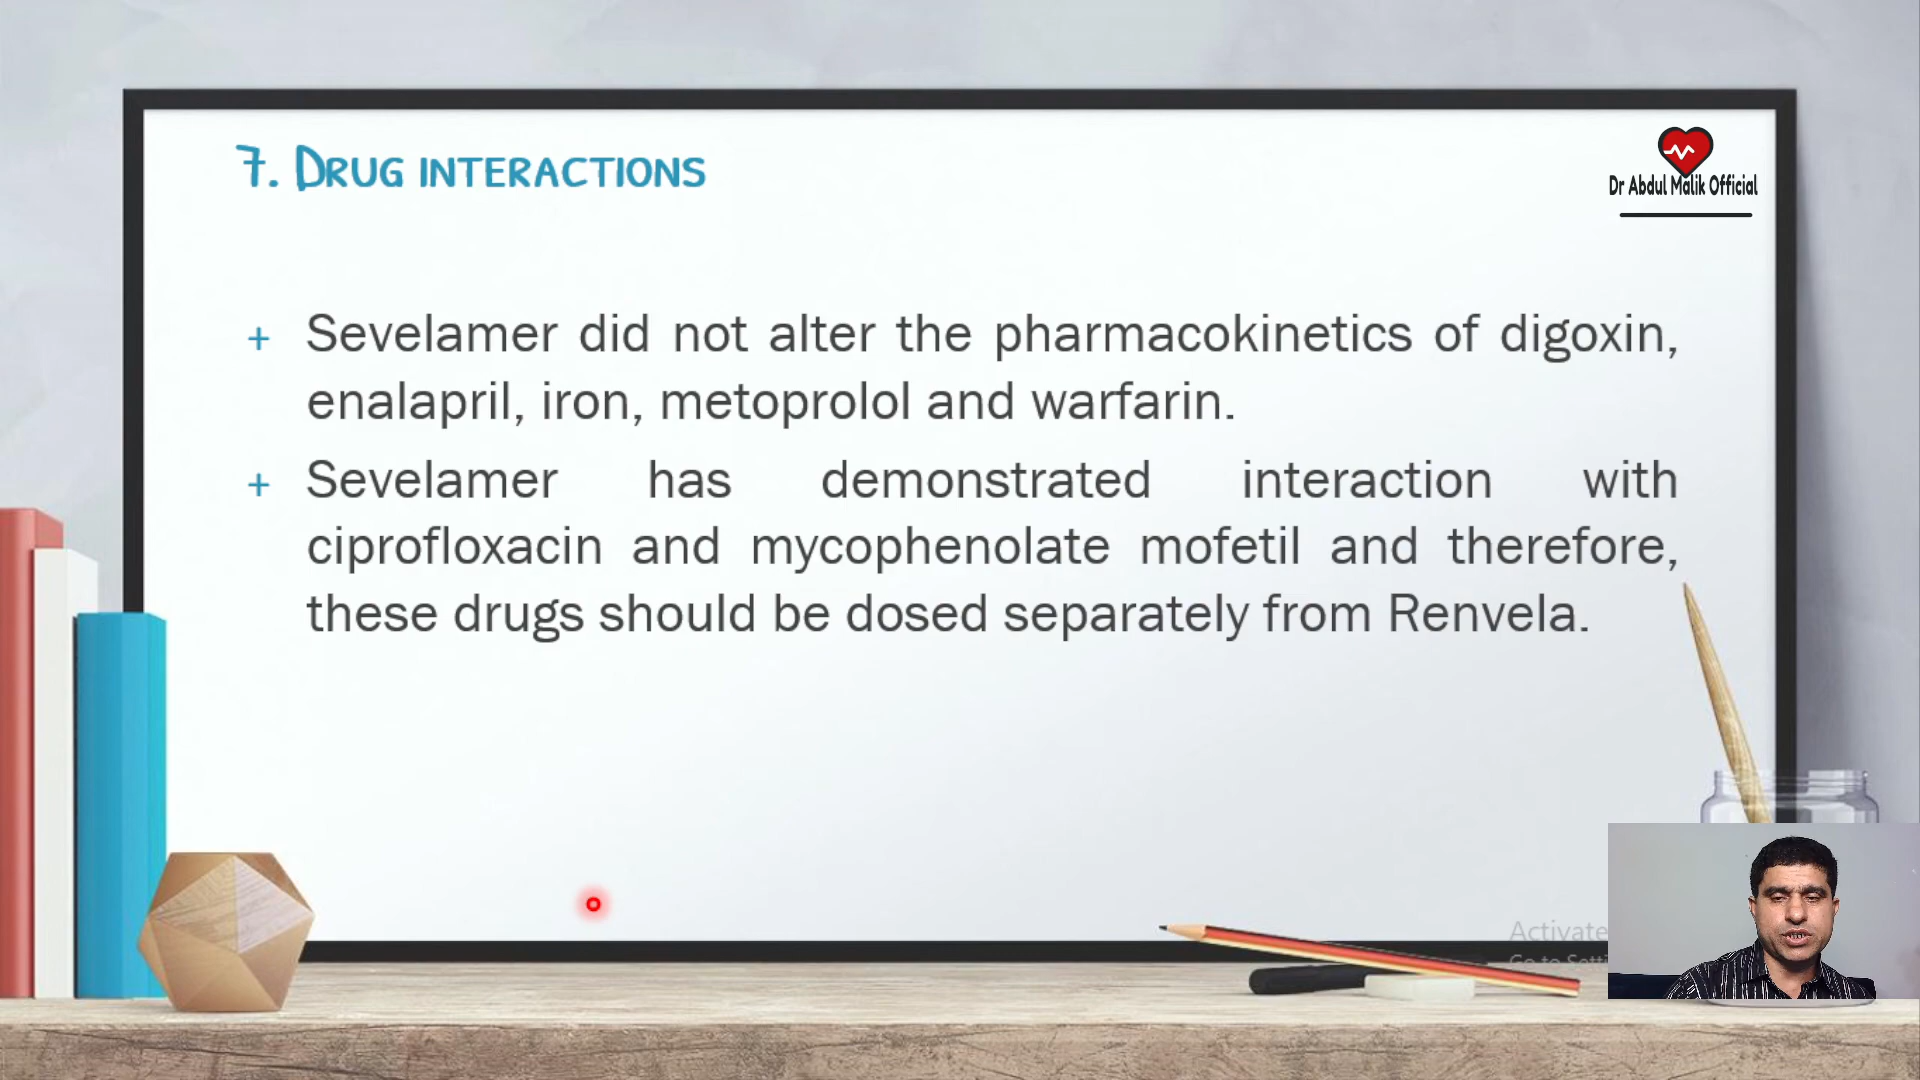 7. Drug interactions
Dr Abdul Malik Official
+ Sevelamer did not alter the pharmacokinetics of digoxin,
enalapril, iron, metoprolol and warfarin.
+ Sevelamer has demonstrated interaction with
ciprofloxacin and mycophenolate mofetil and therefore,
these drugs should be dosed separately from Renvela.
Activate
Go to